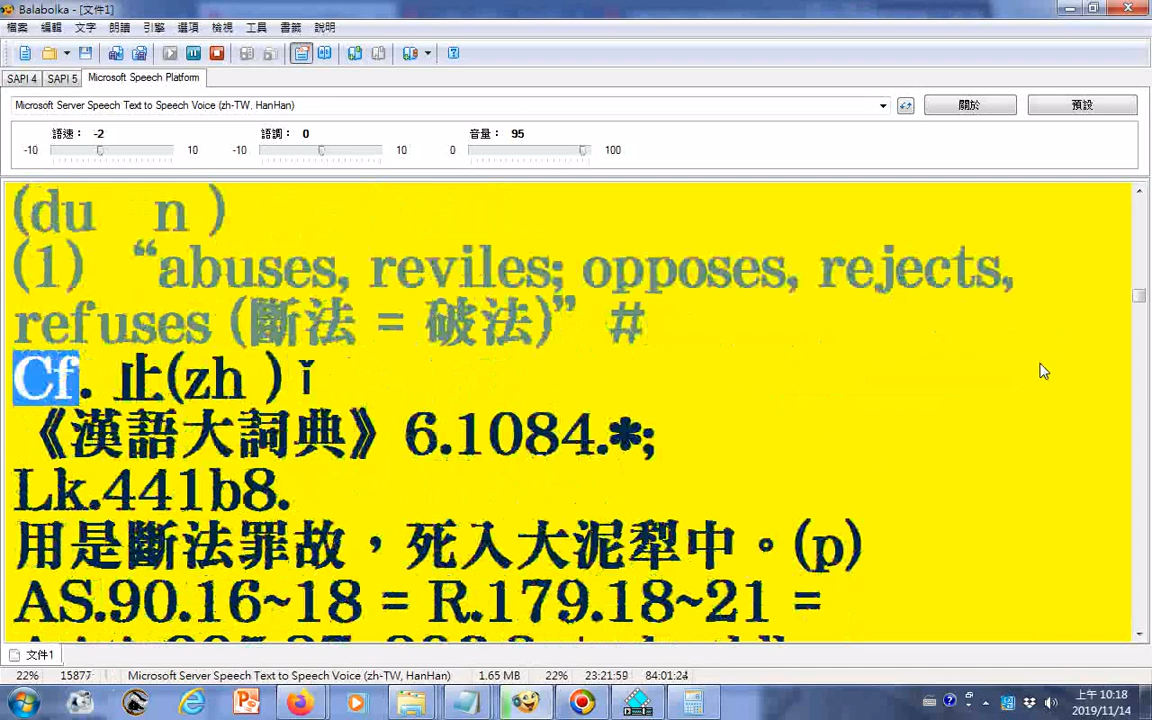 Balabolka - [文件1]
檔案 編輯 文字 朗讀 引擎 選項 檢視 工具 書籤 說明
SAPI 4 SAPI 5 Microsoft Speech Platform
Microsoft Server Speech Text to Speech Voice (zh-TW, HanHan) 關於 預設
語速： -2 語調： 0 音量： 95
-10 10 -10 10 0 100
(du n )
(1) “abuses, reviles; opposes, rejects,
refuses (斷法 = 破法)” #
Cf. 止(zh ) ǐ
《漢語大詞典》 6.1084.*;
Lk.441b8.
用是斷法罪故，死入大泥犁中。(p)
AS.90.16~18 = R.179.18~21 =
文件1
22% 15877 Microsoft Server Speech Text to Speech Voice (zh-TW, HanHan) 1.65 MB 22% 23:21:59 84:01:24
上午 10:18
2019/11/14